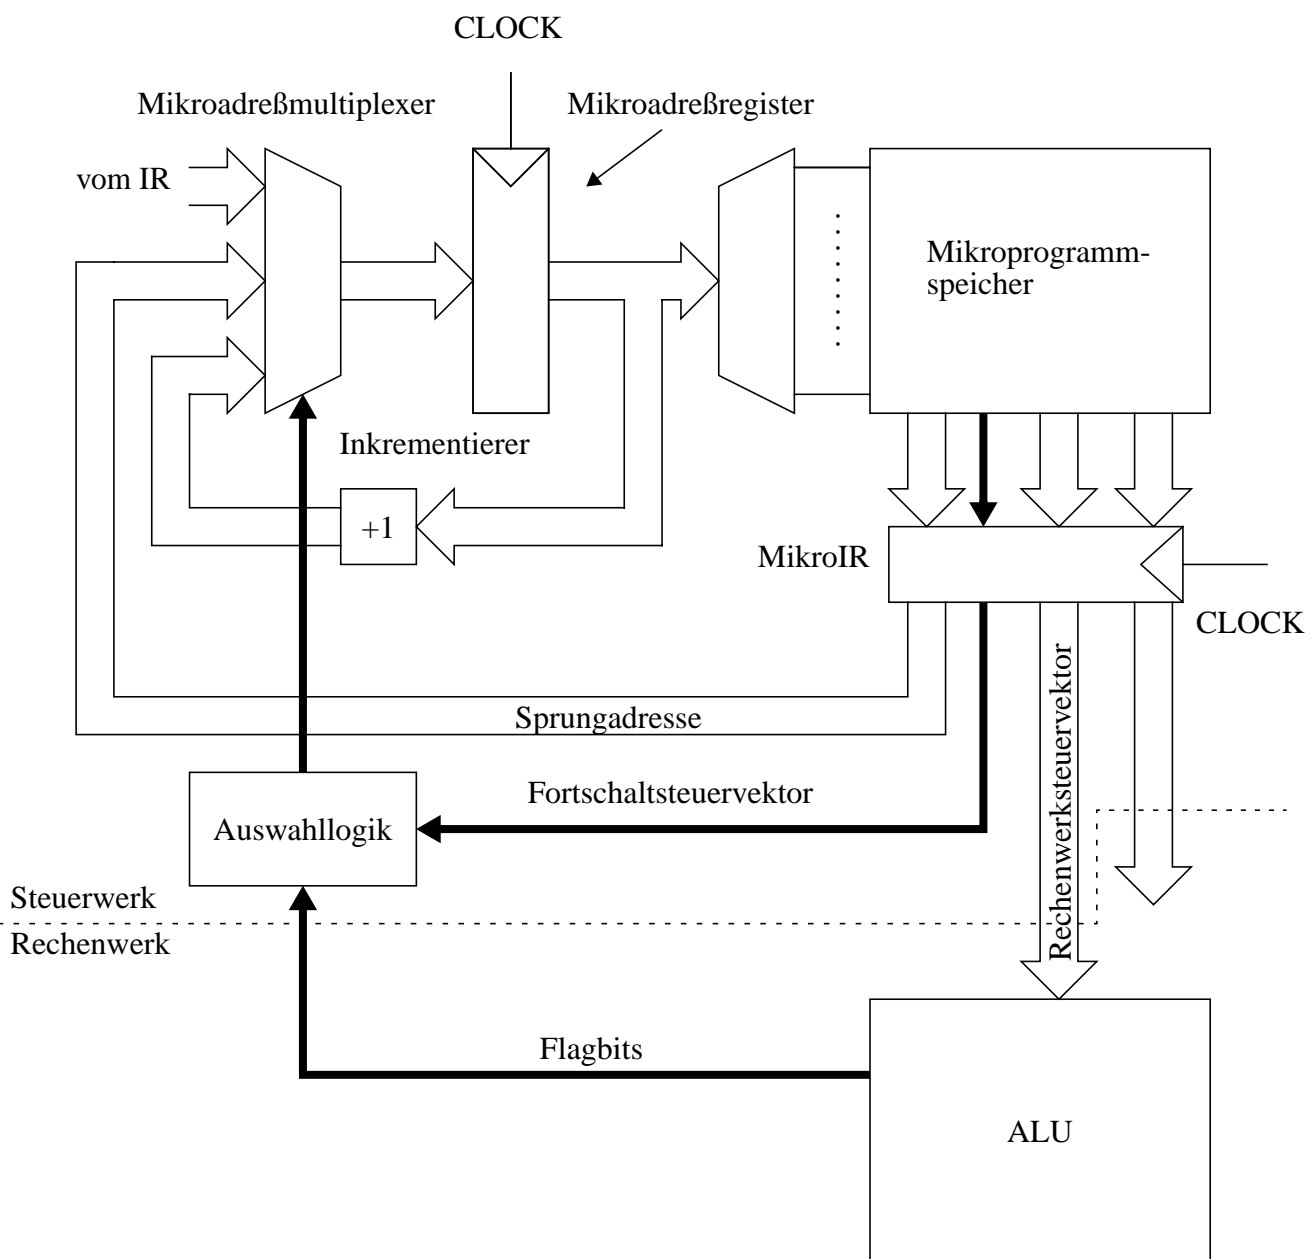 CLOCK
Mikroadreßmultiplexer
Mikroadreßregister
vom IR
Mikroprogramm-
speicher
Inkrementierer
+1
MikroIR
CLOCK
Sprungadresse
Rechenwerksteuervektor
Fortschaltsteuervektor
Auswahllogik
Steuerwerk
Rechenwerk
Flagbits
ALU